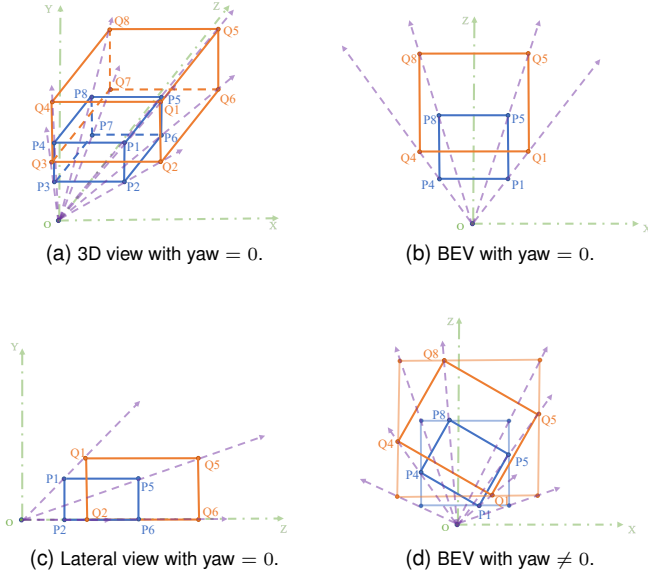 Y
Z
Q8
Q5
Q7
Q6
P8
P5
Q4
Q1
P7
P6
P4
P1
Q3
Q2
P3
P2
O
X
(a) 3D view with yaw = 0.
Z
Q8
Q5
P8
P5
Q4
Q1
P4
P1
O
X
(b) BEV with yaw = 0.
Y
Q1
Q5
P1
P5
O
P2
Q2
P6
Q6
Z
(c) Lateral view with yaw = 0.
Z
Q8
P8
Q5
Q4
P5
P4
Q1
P1
O
X
(d) BEV with yaw ≠ 0.